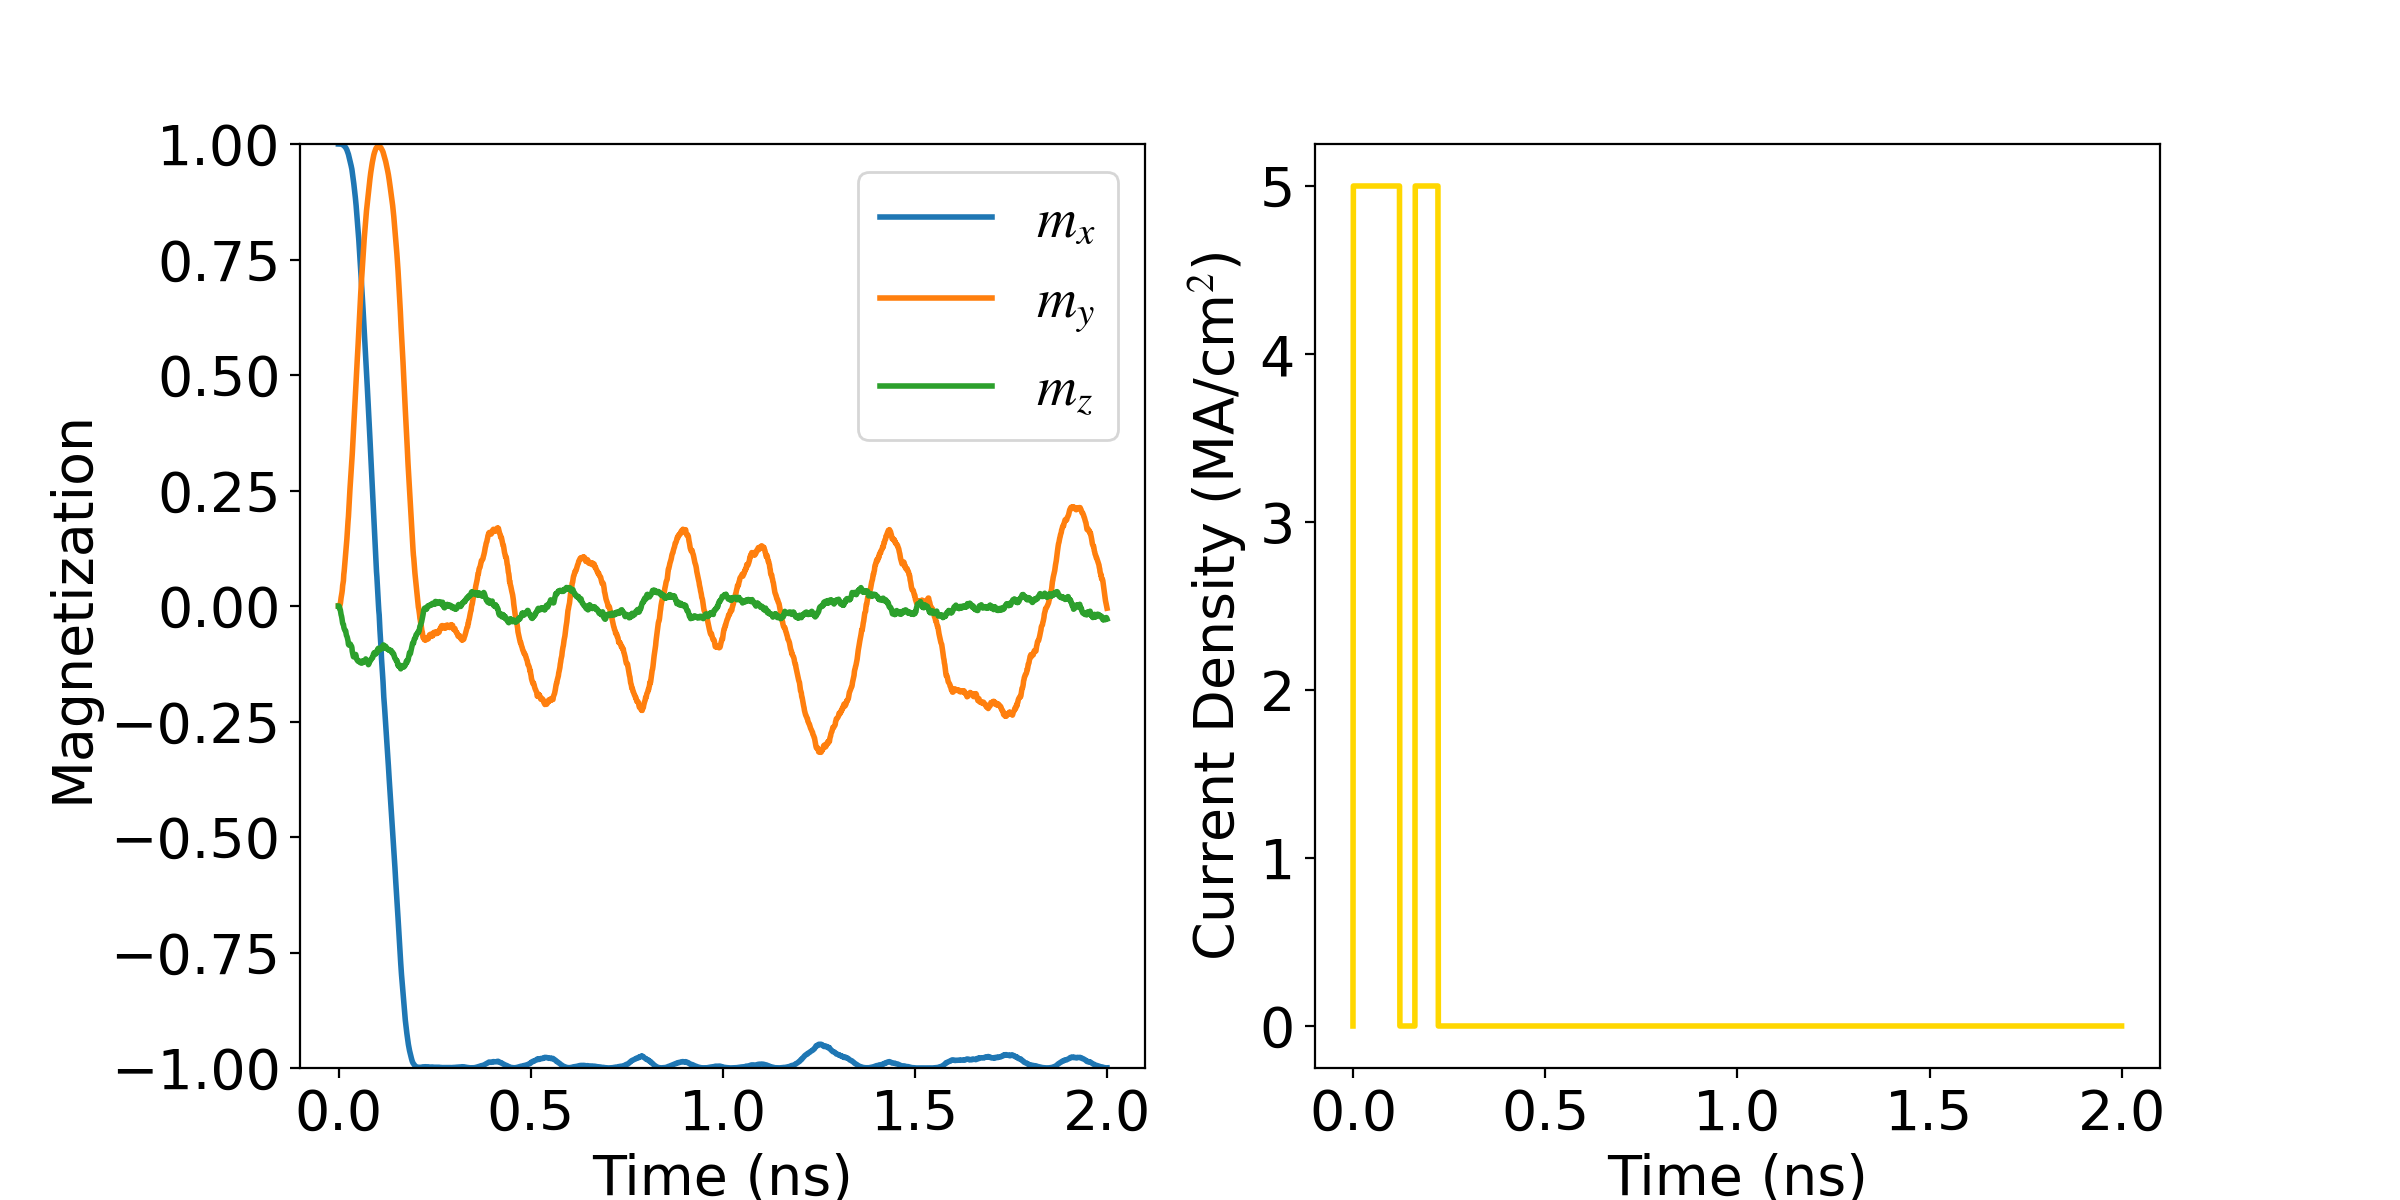 Magnetization
1.00
0.75
0.50
0.25
0.00
−0.25
−0.50
−0.75
−1.00
0.0 0.5 1.0 1.5 2.0
Time (ns)
m_x
m_y
m_z
Current Density (MA/cm²)
5
4
3
2
1
0
0.0 0.5 1.0 1.5 2.0
Time (ns)